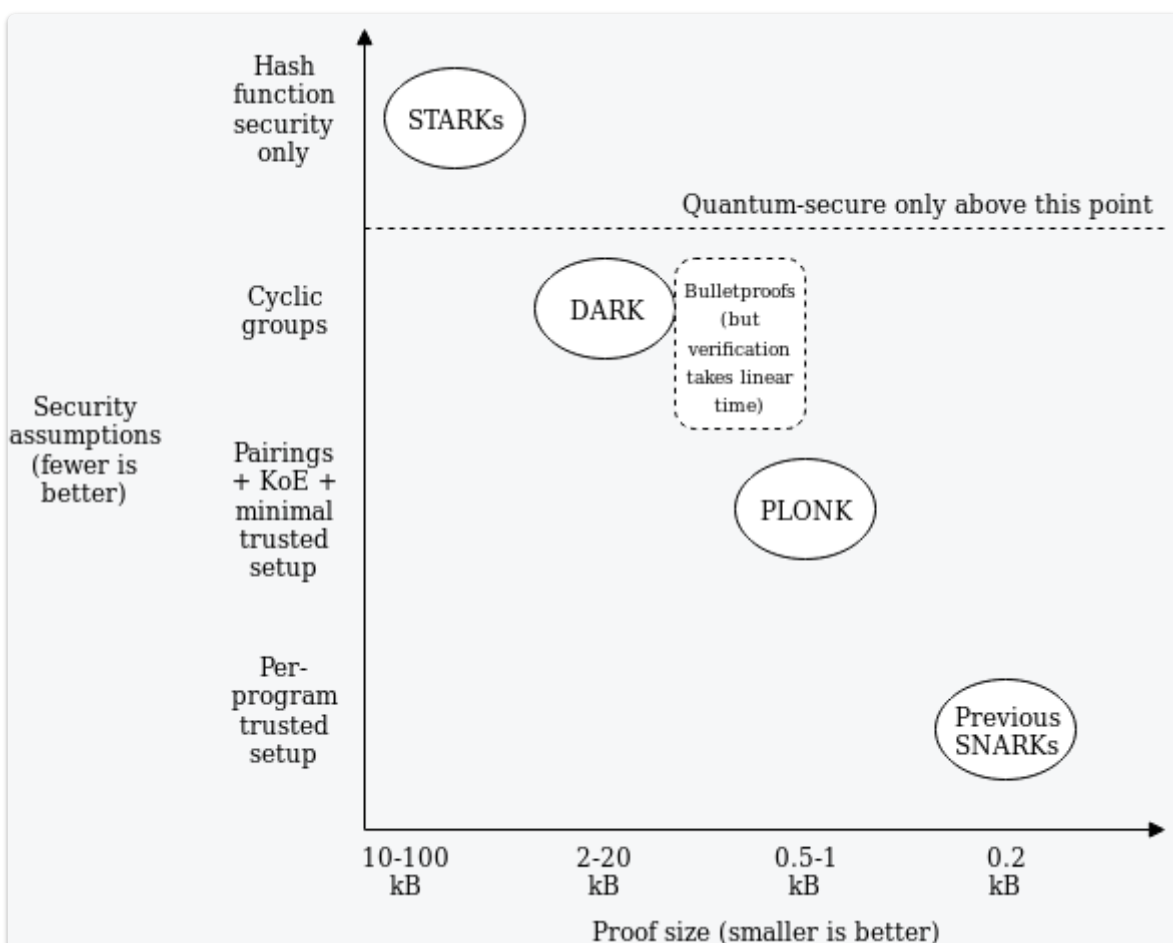 Hash
function
security
only
STARKs
Quantum-secure only above this point
Cyclic
groups
DARK
Bulletproofs
(but
verification
takes linear
time)
Security
assumptions
(fewer is
better)
Pairings
+ KoE +
minimal
trusted
setup
PLONK
Per-
program
trusted
setup
Previous
SNARKs
10-100
kB
2-20
kB
0.5-1
kB
0.2
kB
Proof size (smaller is better)